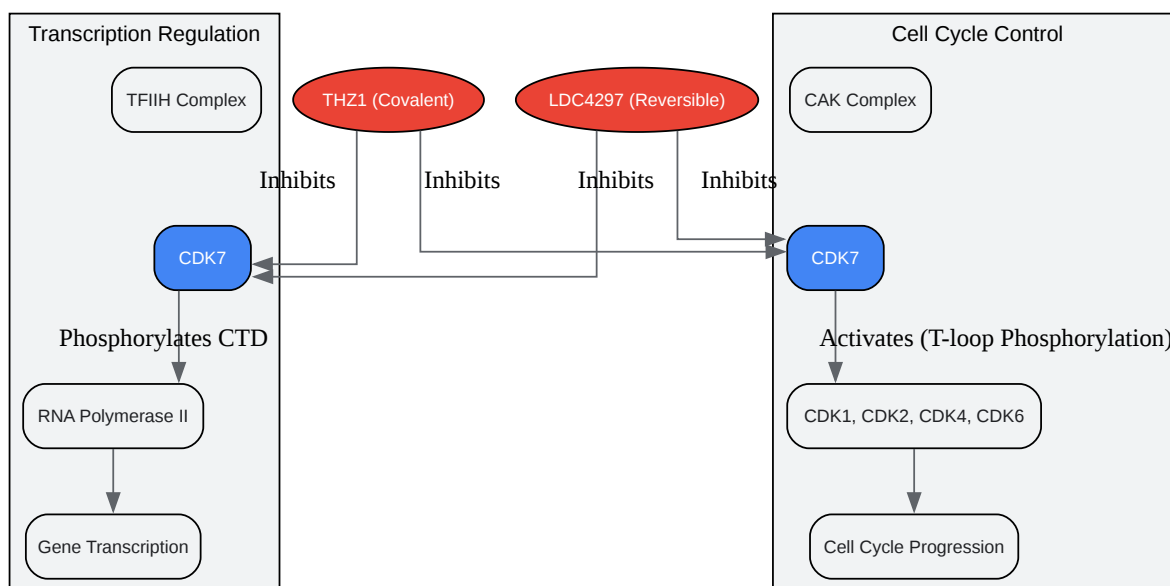 Transcription Regulation
Cell Cycle Control
TFIIH Complex
THZ1 (Covalent)
LDC4297 (Reversible)
CAK Complex
Inhibits
Inhibits
Inhibits
Inhibits
CDK7
CDK7
Phosphorylates CTD
Activates (T-loop Phosphorylation)
RNA Polymerase II
CDK1, CDK2, CDK4, CDK6
Gene Transcription
Cell Cycle Progression